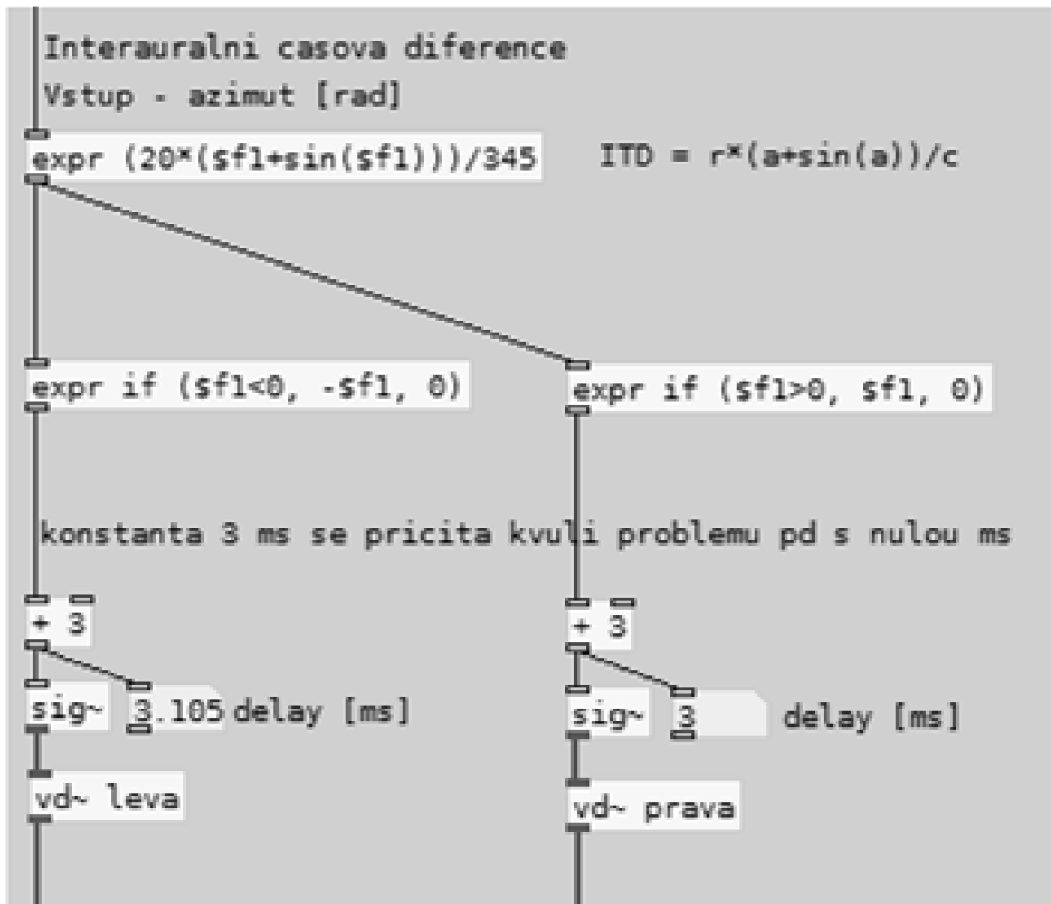 Interauralni casova diference
Vstup - azimut [rad]
expr (20*($f1+sin($f1)))/345 ITD = r*(a+sin(a))/c
expr if ($f1<0, -$f1, 0) expr if ($f1>0, $f1, 0)
konstanta 3 ms se pricita kvuli problemu pd s nulou ms
+ 3 + 3
sig~ 3.105 delay [ms] sig~ 3 delay [ms]
vd~ leva vd~ prava